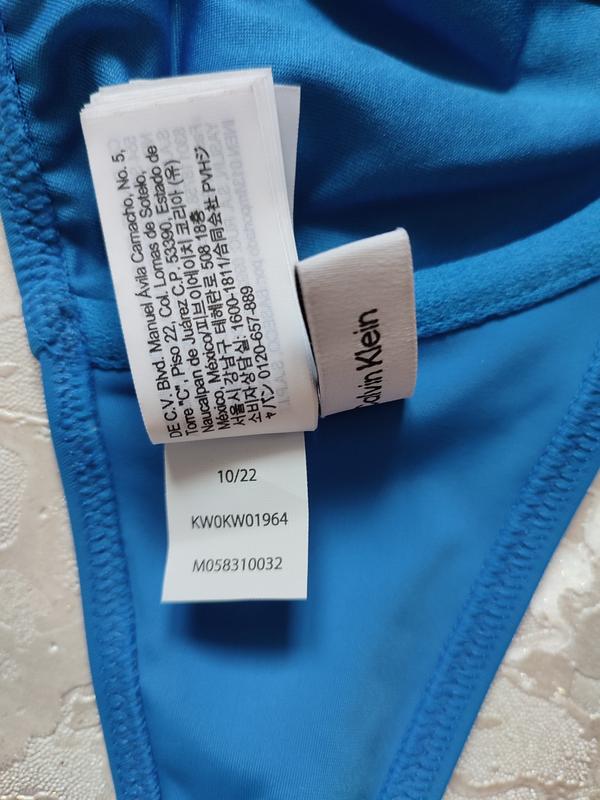 DE C.V. Blvd. Manuel Ávila Camacho, No. 5,
Torre "C", Piso 22, Col. Lomas de Sotelo,
Naucalpan de Juárez C.P. 53390, Estado de
México, México/피브이에이치 코리아 (유)
서울시 강남구 테헤란로 508 18층
소비자상담실: 1600-1811/合同会社 PVHジ
ャパン 0120-657-889
Calvin Klein
10/22
KW0KW01964
M058310032